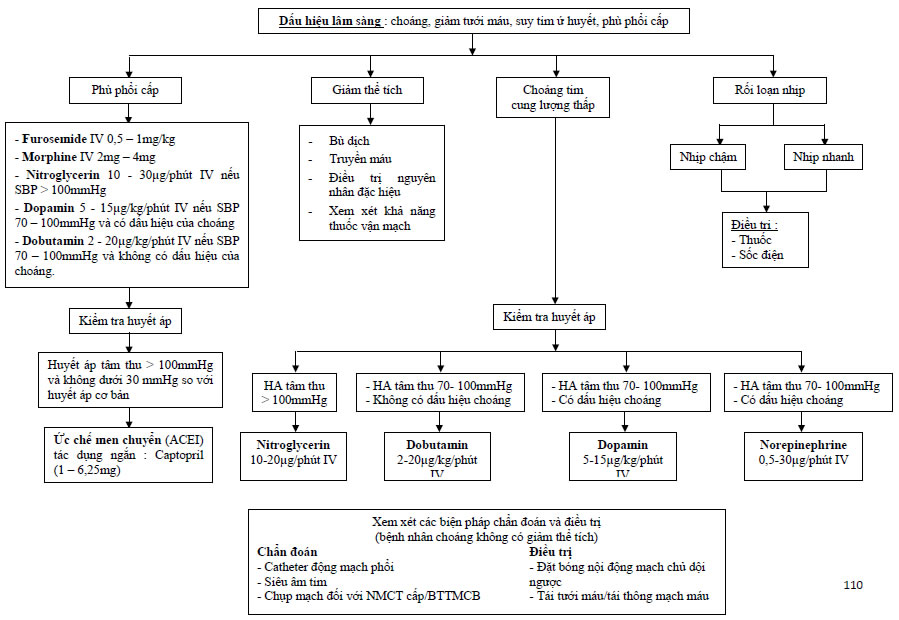 Dấu hiệu lâm sàng : choáng, giảm tưới máu, suy tim ứ huyết, phù phổi cấp
Phù phổi cấp
Giảm thể tích
Choáng tim
cung lượng thấp
Rối loạn nhịp
- Furosemide IV 0,5 – 1mg/kg
- Morphine IV 2mg – 4mg
- Nitroglycerin 10 - 30µg/phút IV nếu
SBP > 100mmHg
- Dopamin 5 - 15µg/kg/phút IV nếu SBP
70 – 100mmHg và có dấu hiệu của choáng
- Dobutamin 2 - 20µg/kg/phút IV nếu SBP
70 – 100mmHg và không có dấu hiệu của
choáng.
- Bù dịch
- Truyền máu
- Điều trị nguyên
nhân đặc hiệu
- Xem xét khả năng
thuốc vận mạch
Nhịp chậm
Nhịp nhanh
Điều trị :
- Thuốc
- Sốc điện
Kiểm tra huyết áp
Kiểm tra huyết áp
Huyết áp tâm thu > 100mmHg
và không dưới 30 mmHg so với
huyết áp cơ bản
HA tâm thu
> 100mmHg
- HA tâm thu 70- 100mmHg
- Không có dấu hiệu choáng
- HA tâm thu 70- 100mmHg
- Có dấu hiệu choáng
- HA tâm thu 70- 100mmHg
- Có dấu hiệu choáng
Ức chế men chuyển (ACEI)
tác dụng ngắn : Captopril
(1 – 6,25mg)
Nitroglycerin
10-20µg/phút IV
Dobutamin
2-20µg/kg/phút
IV
Dopamin
5-15µg/kg/phút
IV
Norepinephrine
0,5-30µg/phút IV
Xem xét các biện pháp chẩn đoán và điều trị
(bệnh nhân choáng không có giảm thể tích)
Chẩn đoán
- Catheter động mạch phổi
- Siêu âm tim
- Chụp mạch đối với NMCT cấp/BTTMCB
Điều trị
- Đặt bóng nội động mạch chủ dội
ngược
- Tái tưới máu/tái thông mạch máu
110